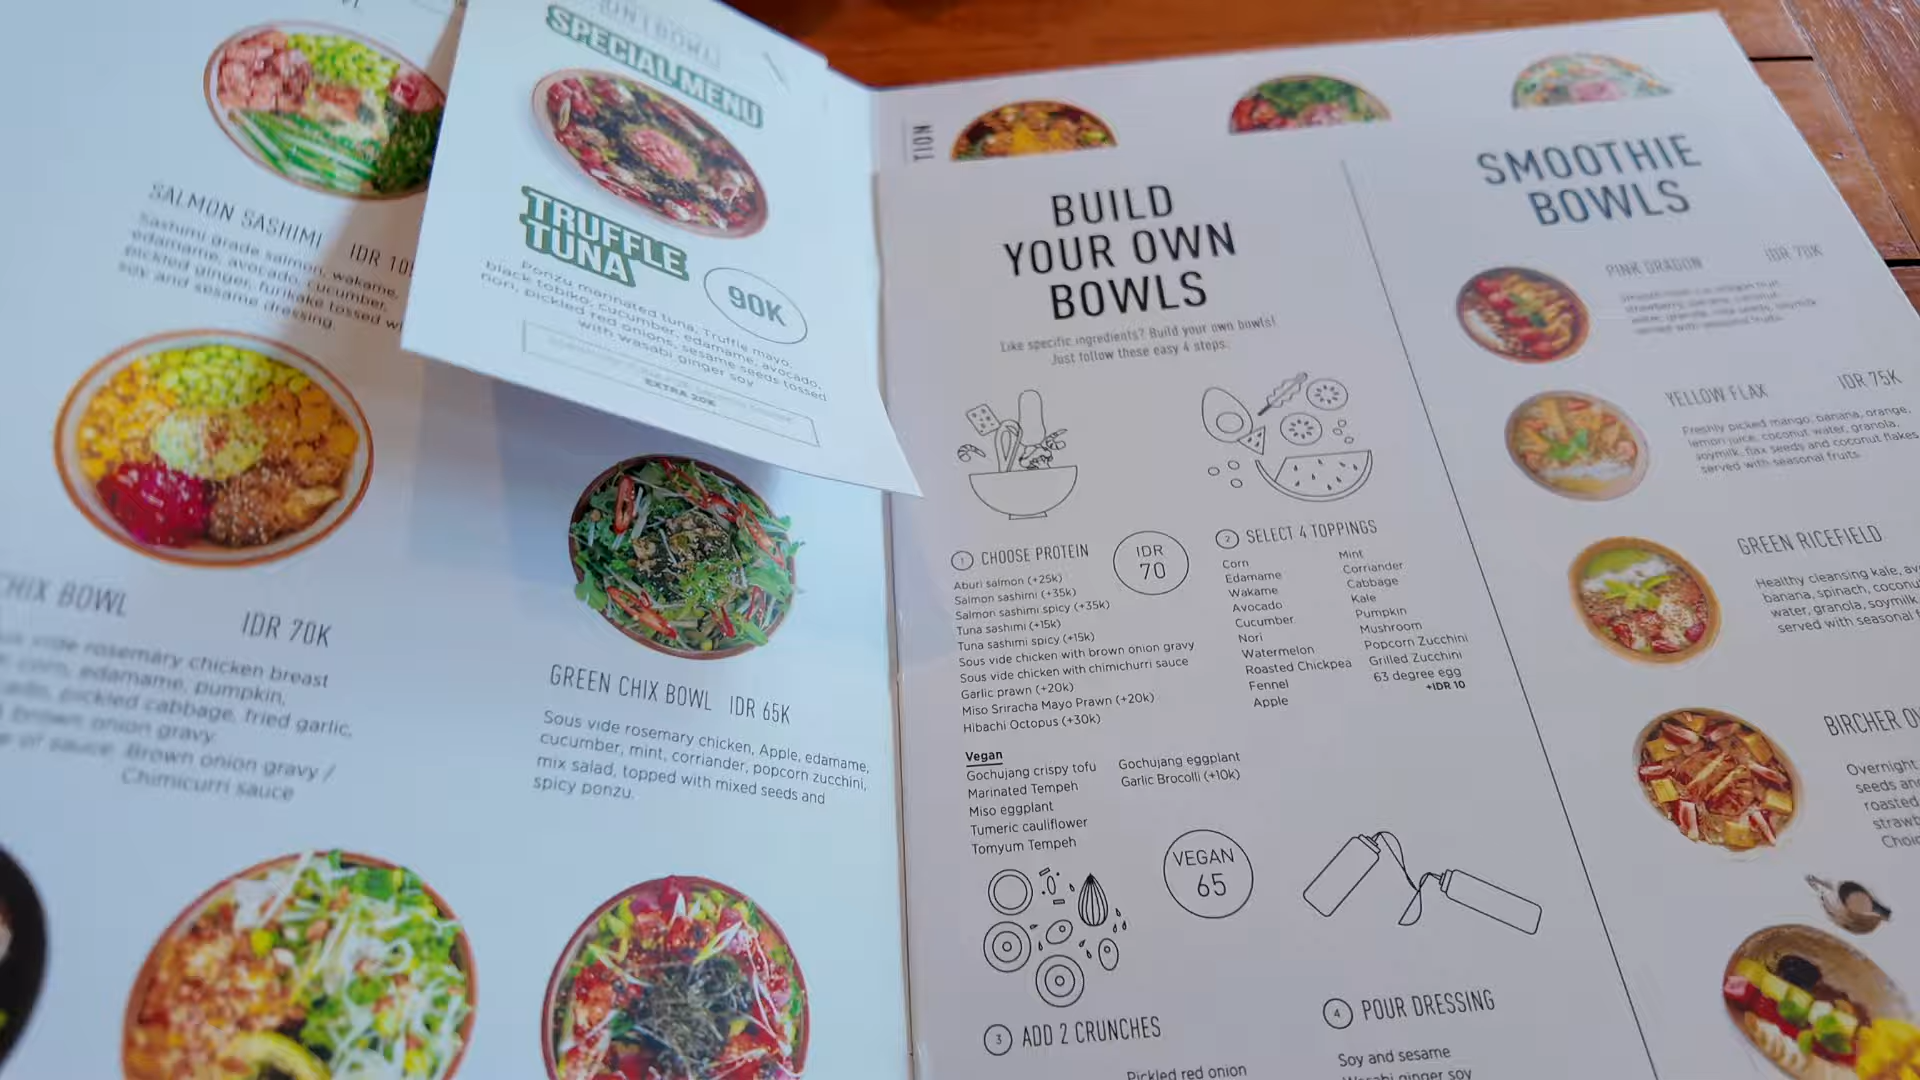 SALMON SASHIMI
Sashimi grade salmon, wakame,
edamame, avocado, cucumber,
pickled ginger, furikake tossed
soy and sesame dressing.
CHIX BOWL
IDR 70K
vide rosemary chicken breast
corn, edamame, pumpkin,
pickled cabbage, fried garlic,
brown onion gravy
of sauce: Brown onion gravy /
Chimicurri sauce
SPECIAL MENU
TRUFFLE
TUNA
90K
Ponzu marinated tuna, Truffle mayo,
black tobiko, cucumber, edamame, avocado,
nori, pickled red onions, sesame seeds tossed
with wasabi ginger soy
EXTRA 20K
GREEN CHIX BOWL IDR 65K
Sous vide rosemary chicken, Apple, edamame,
cucumber, mint, corriander, popcorn zucchini,
mix salad, topped with mixed seeds and
spicy ponzu.
TION
BUILD
YOUR OWN
BOWLS
Like specific ingredients? Build your own bowls!
Just follow these easy 4 steps.
1 CHOOSE PROTEIN
IDR
70
Aburi salmon (+25k)
Salmon sashimi (+35k)
Salmon sashimi spicy (+35k)
Tuna sashimi (+15k)
Tuna sashimi spicy (+15k)
Sous vide chicken with brown onion gravy
Sous vide chicken with chimichurri sauce
Garlic prawn (+20k)
Miso Sriracha Mayo Prawn (+20k)
Hibachi Octopus (+30k)
Vegan
Gochujang crispy tofu
Marinated Tempeh
Miso eggplant
Tumeric cauliflower
Tomyum Tempeh
Gochujang eggplant
Garlic Brocolli (+10k)
VEGAN
65
2 SELECT 4 TOPPINGS
Corn
Edamame
Wakame
Avocado
Cucumber
Nori
Watermelon
Roasted Chickpea
Fennel
Apple
Mint
Corriander
Cabbage
Kale
Pumpkin
Mushroom
Popcorn Zucchini
Grilled Zucchini
63 degree egg
+IDR 10
3 ADD 2 CRUNCHES
Pickled red onion
4 POUR DRESSING
Soy and sesame
Wasabi ginger soy
SMOOTHIE
BOWLS
PINK DRAGON
IDR 70K
served with seasonal fruits.
YELLOW FLAX
IDR 75K
Freshly picked mango, banana, orange,
lemon juice, coconut water, granola,
soymilk, flax seeds and coconut flakes
served with seasonal fruits.
GREEN RICEFIELD
Healthy cleansing kale,
banana, spinach,
water, granola, soymilk
served with seasonal
BIRCHER
Overnight
seeds
roasted